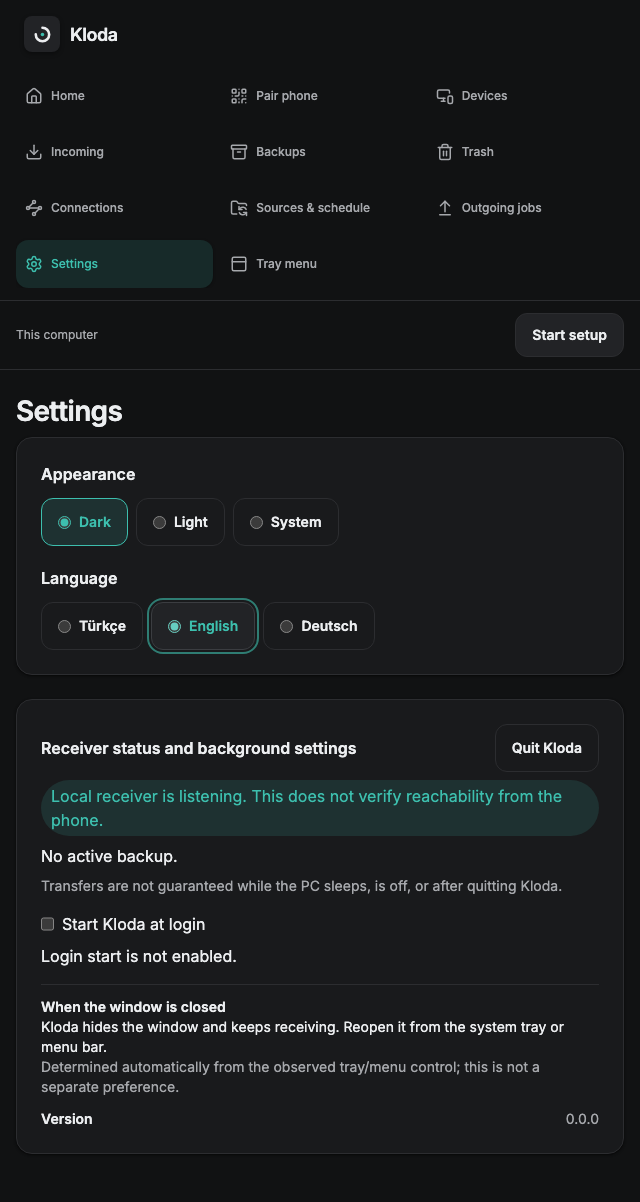 Kloda
Home
Pair phone
Devices
Incoming
Backups
Trash
Connections
Sources & schedule
Outgoing jobs
Settings
Tray menu
This computer
Start setup
Settings
Appearance
Dark
Light
System
Language
Türkçe
English
Deutsch
Receiver status and background settings
Quit Kloda
Local receiver is listening. This does not verify reachability from the
phone.
No active backup.
Transfers are not guaranteed while the PC sleeps, is off, or after quitting Kloda.
Start Kloda at login
Login start is not enabled.
When the window is closed
Kloda hides the window and keeps receiving. Reopen it from the system tray or
menu bar.
Determined automatically from the observed tray/menu control; this is not a
separate preference.
Version
0.0.0